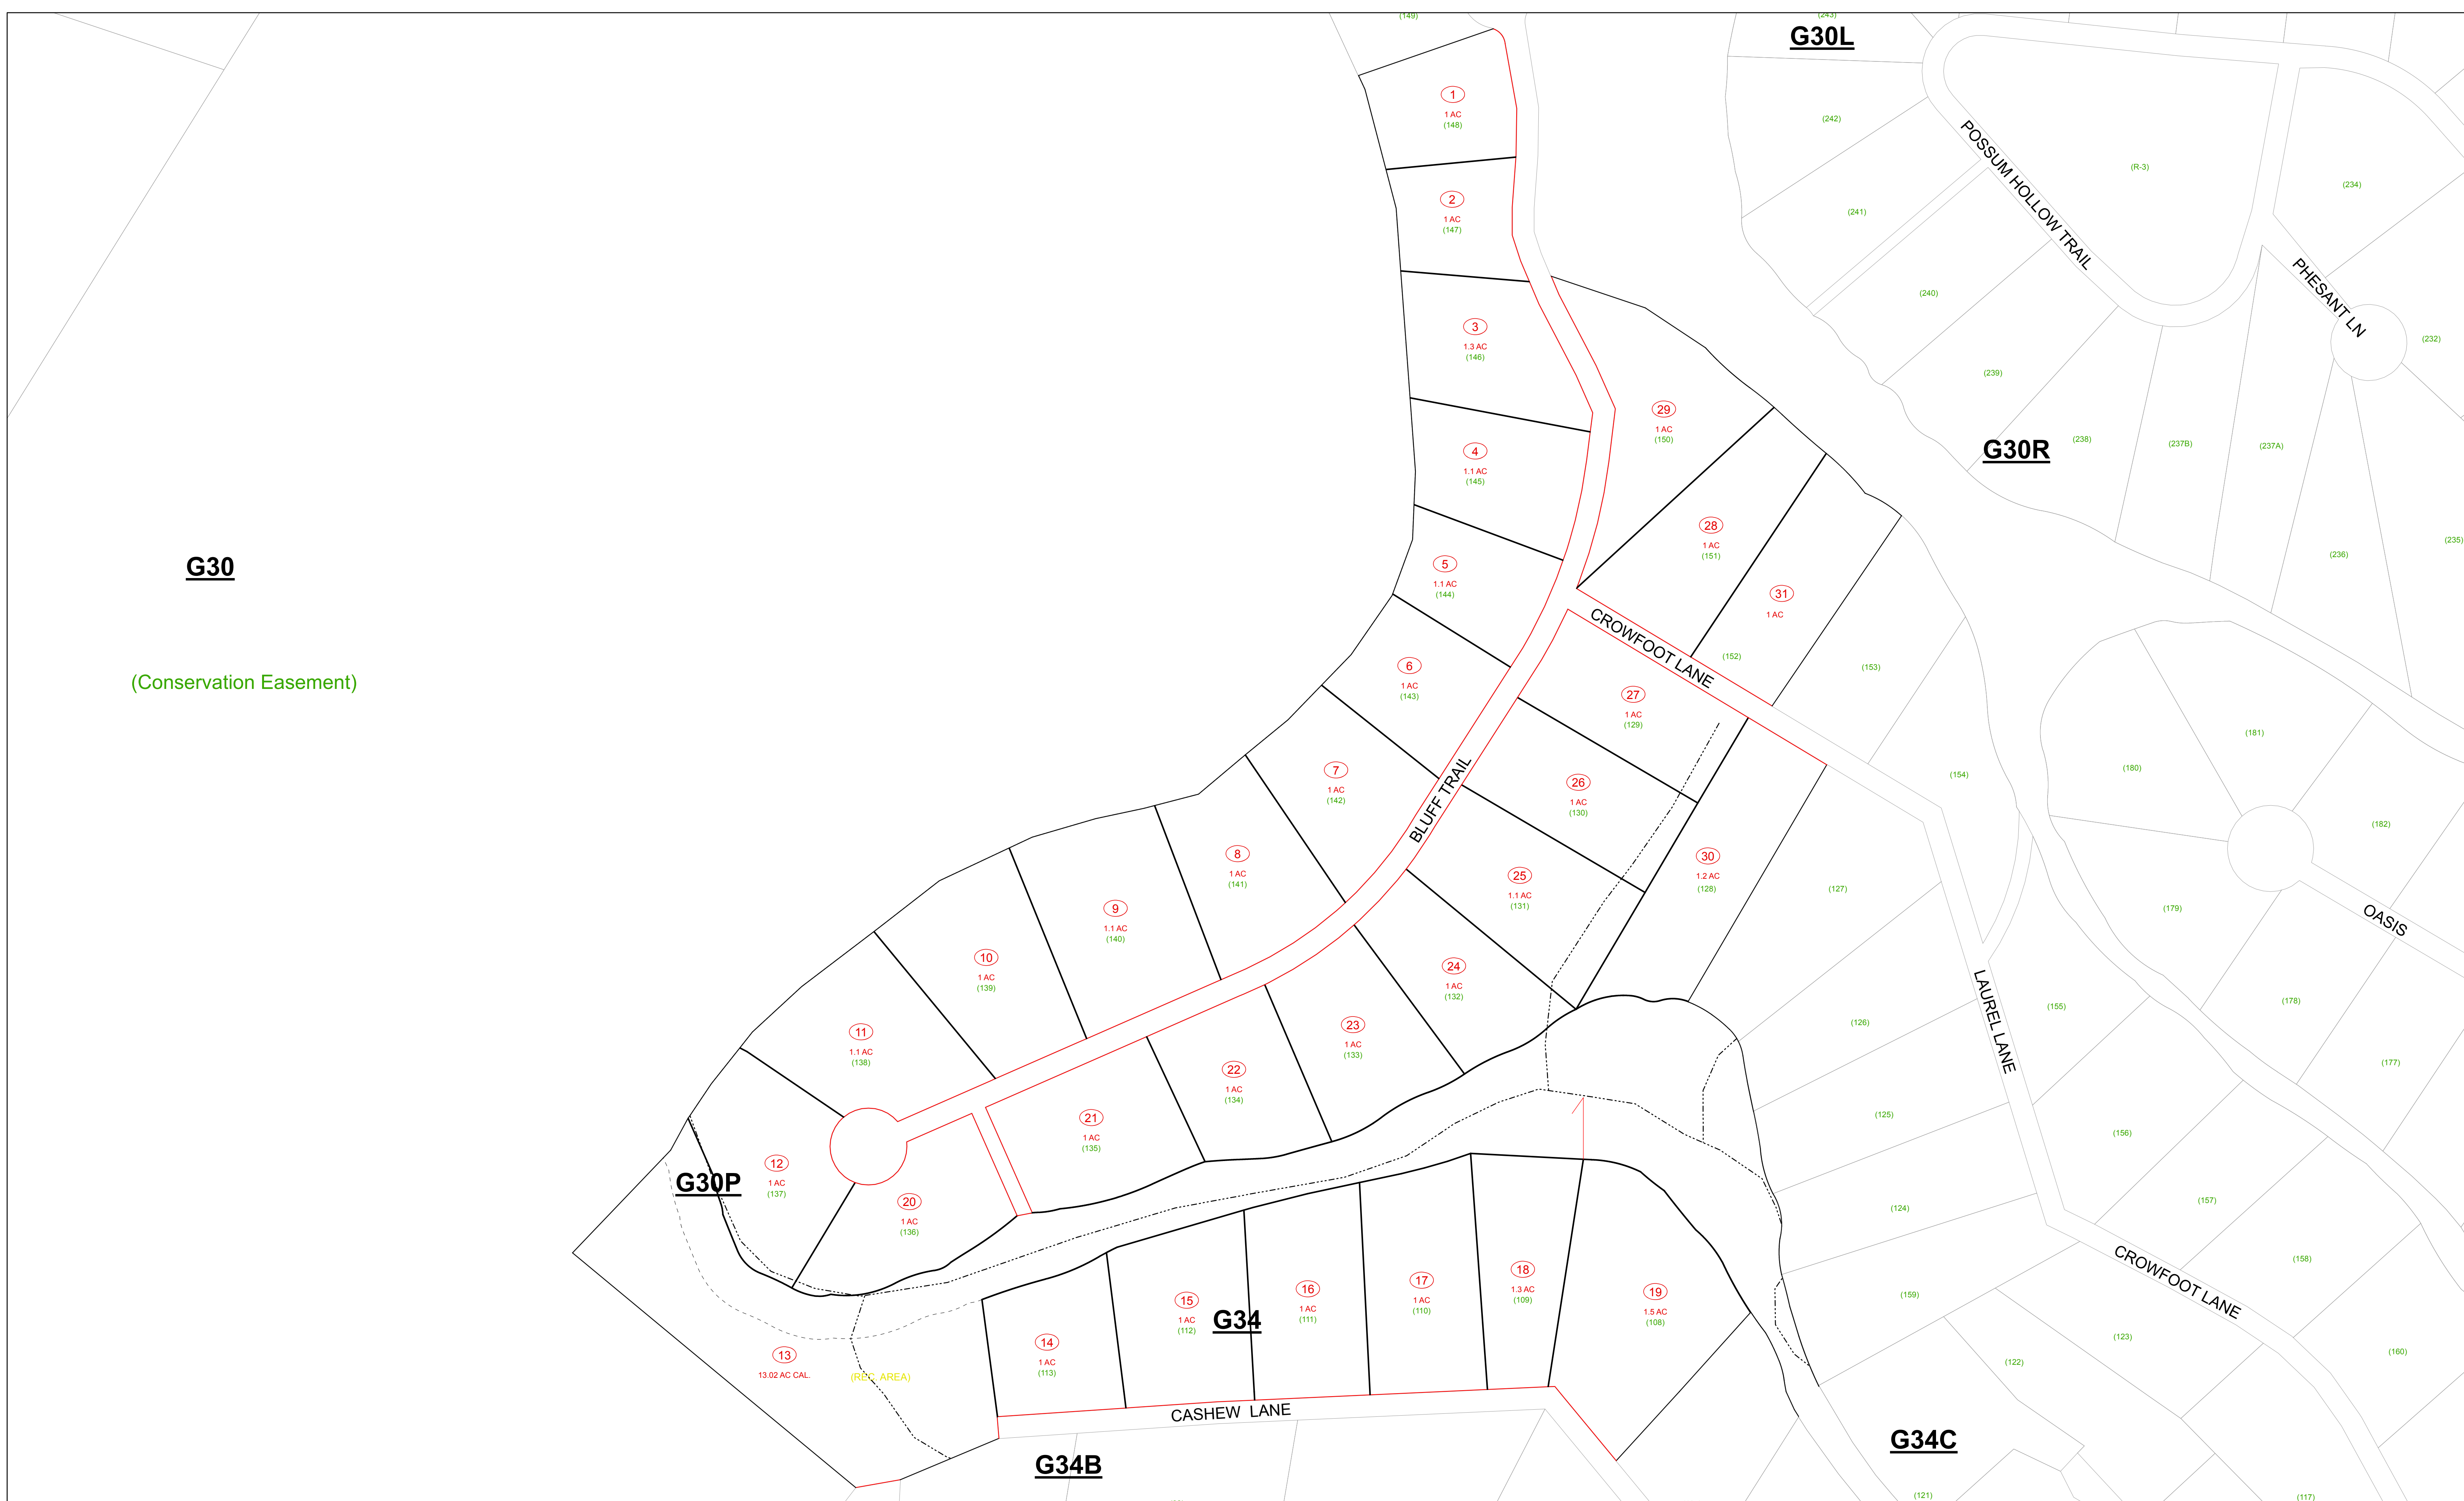 (149)
(243)
G30L
1
1 AC
(148)
(242)
POSSUM HOLLOW TRAIL
(R-3)
(234)
2
1 AC
(147)
(241)
PHESANT LN
(240)
(232)
3
1.3 AC
(146)
(239)
29
1 AC
(150)
(238)
(237B)
(237A)
G30R
4
1.1 AC
(145)
28
1 AC
(151)
(236)
(235)
G30
5
1.1 AC
(144)
31
1 AC
CROWFOOT LANE
(152)
(153)
(Conservation Easement)
6
1 AC
(143)
27
1 AC
(129)
(181)
(180)
(154)
7
1 AC
(142)
BLUFF TRAIL
26
1 AC
(130)
(182)
8
1 AC
(141)
30
1.2 AC
(128)
(127)
25
1.1 AC
(131)
9
1.1 AC
(140)
(179)
OASIS
10
1 AC
(139)
24
1 AC
(132)
LAUREL LANE
(155)
(178)
11
1.1 AC
(138)
23
1 AC
(133)
(126)
(177)
22
1 AC
(134)
21
1 AC
(135)
(125)
(156)
G30P
12
1 AC
(137)
20
1 AC
(136)
(124)
(157)
CROWFOOT LANE
(158)
18
1.3 AC
(109)
17
1 AC
(110)
16
1 AC
(111)
15
1 AC
(112)
G34
19
1.5 AC
(108)
(159)
14
1 AC
(113)
(123)
(160)
13
13.02 AC CAL.
(REC. AREA)
(122)
CASHEW LANE
G34C
G34B
(121)
(117)